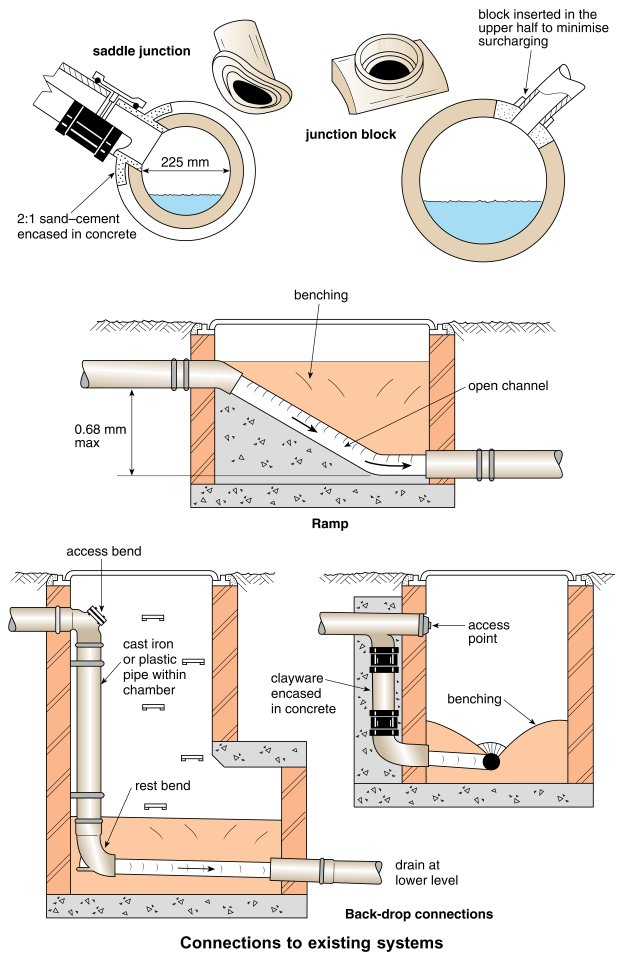 saddle junction
block inserted in the
upper half to minimise
surcharging
junction block
225 mm
2:1 sand–cement
encased in concrete
benching
open channel
0.68 mm
max
Ramp
access bend
cast iron
or plastic
pipe within
chamber
rest bend
drain at
lower level
access
point
clayware
encased
in concrete
benching
Back-drop connections
Connections to existing systems